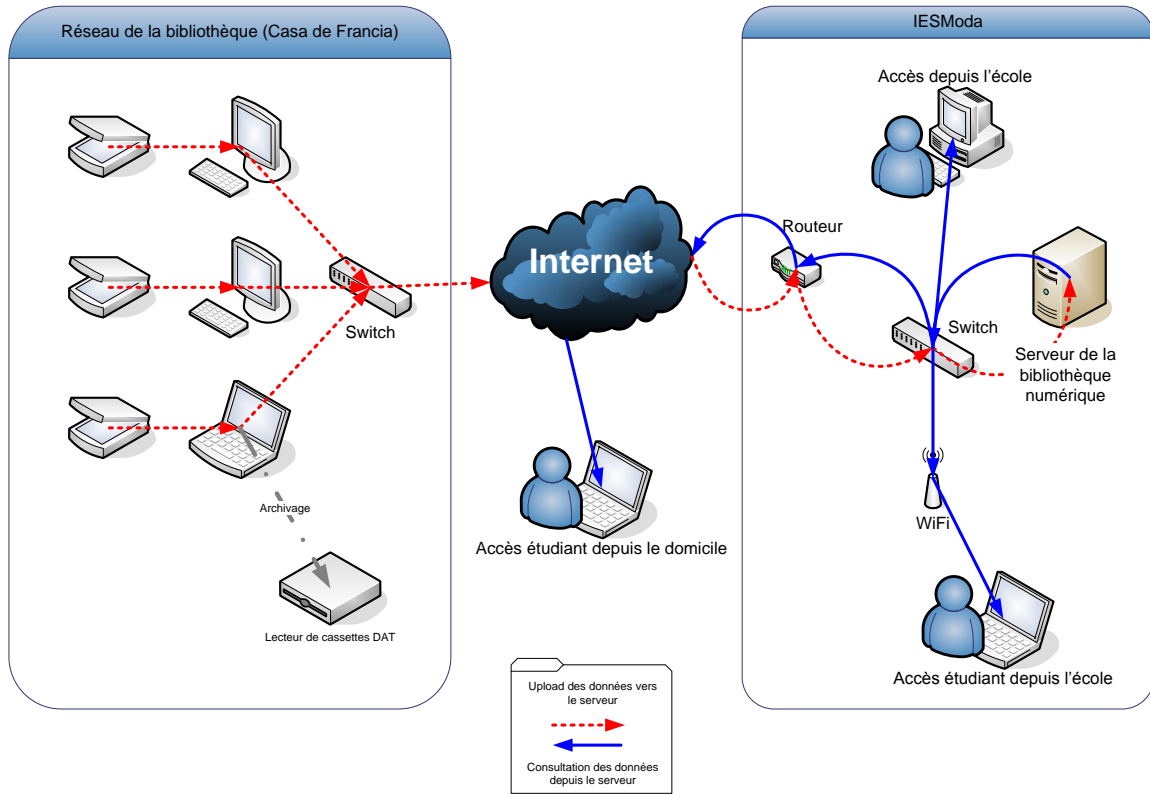 Réseau de la bibliothèque (Casa de Francia)
Switch
Archivage
Lecteur de cassettes DAT
Internet
Accès étudiant depuis le domicile
Upload des données vers
le serveur
Consultation des données
depuis le serveur
IESModa
Accès depuis l’école
Routeur
Switch
Serveur de la
bibliothèque
numérique
WiFi
Accès étudiant depuis l’école